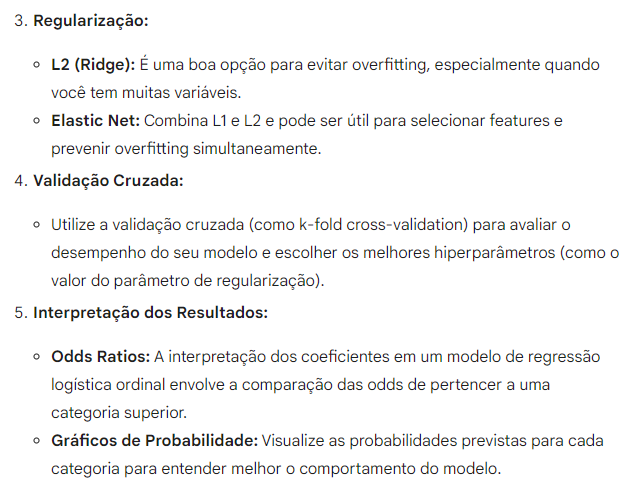 3. Regularização:
L2 (Ridge): É uma boa opção para evitar overfitting, especialmente quando
você tem muitas variáveis.
Elastic Net: Combina L1 e L2 e pode ser útil para selecionar features e
prevenir overfitting simultaneamente.
4. Validação Cruzada:
Utilize a validação cruzada (como k-fold cross-validation) para avaliar o
desempenho do seu modelo e escolher os melhores hiperparâmetros (como o
valor do parâmetro de regularização).
5. Interpretação dos Resultados:
Odds Ratios: A interpretação dos coeficientes em um modelo de regressão
logística ordinal envolve a comparação das odds de pertencer a uma
categoria superior.
Gráficos de Probabilidade: Visualize as probabilidades previstas para cada
categoria para entender melhor o comportamento do modelo.